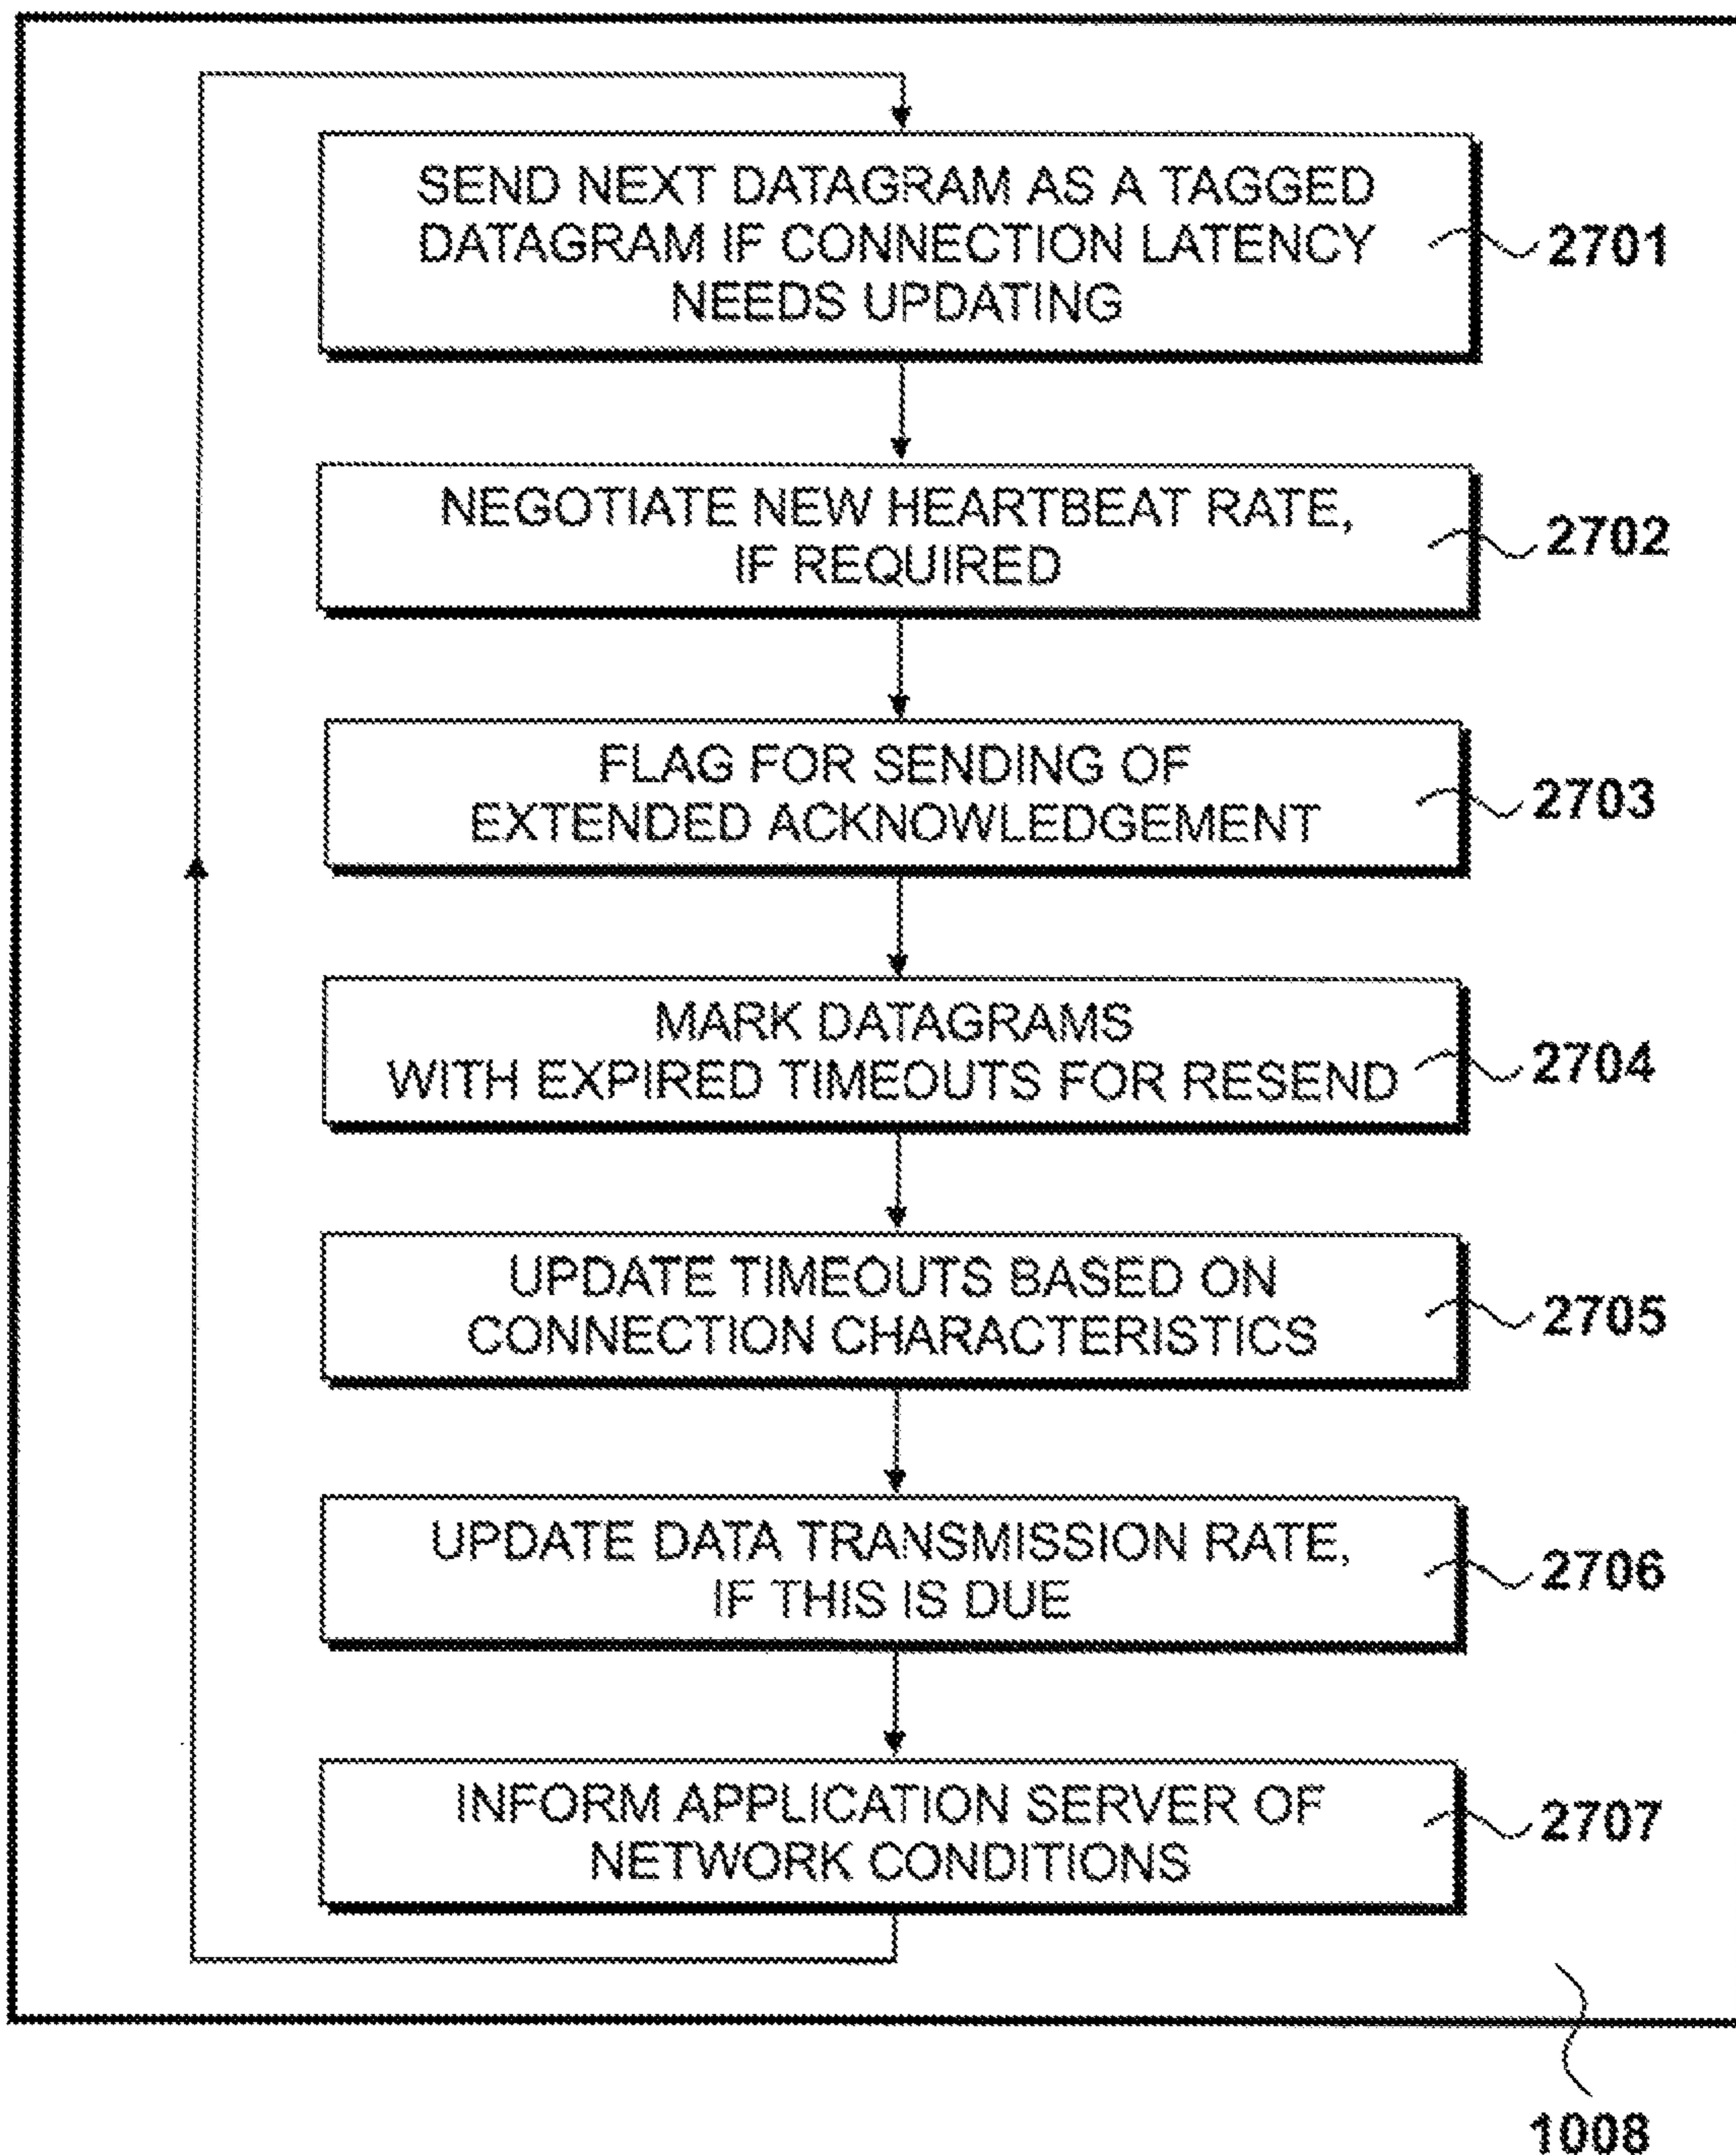 SEND NEXT DATAGRAM AS A TAGGED
DATAGRAM IF CONNECTION LATENCY
NEEDS UPDATING
2701
NEGOTIATE NEW HEARTBEAT RATE,
IF REQUIRED
2702
FLAG FOR SENDING OF
EXTENDED ACKNOWLEDGEMENT
2703
MARK DATAGRAMS
WITH EXPIRED TIMEOUTS FOR RESEND
2704
UPDATE TIMEOUTS BASED ON
CONNECTION CHARACTERISTICS
2705
UPDATE DATA TRANSMISSION RATE,
IF THIS IS DUE
2706
INFORM APPLICATION SERVER OF
NETWORK CONDITIONS
2707
1008